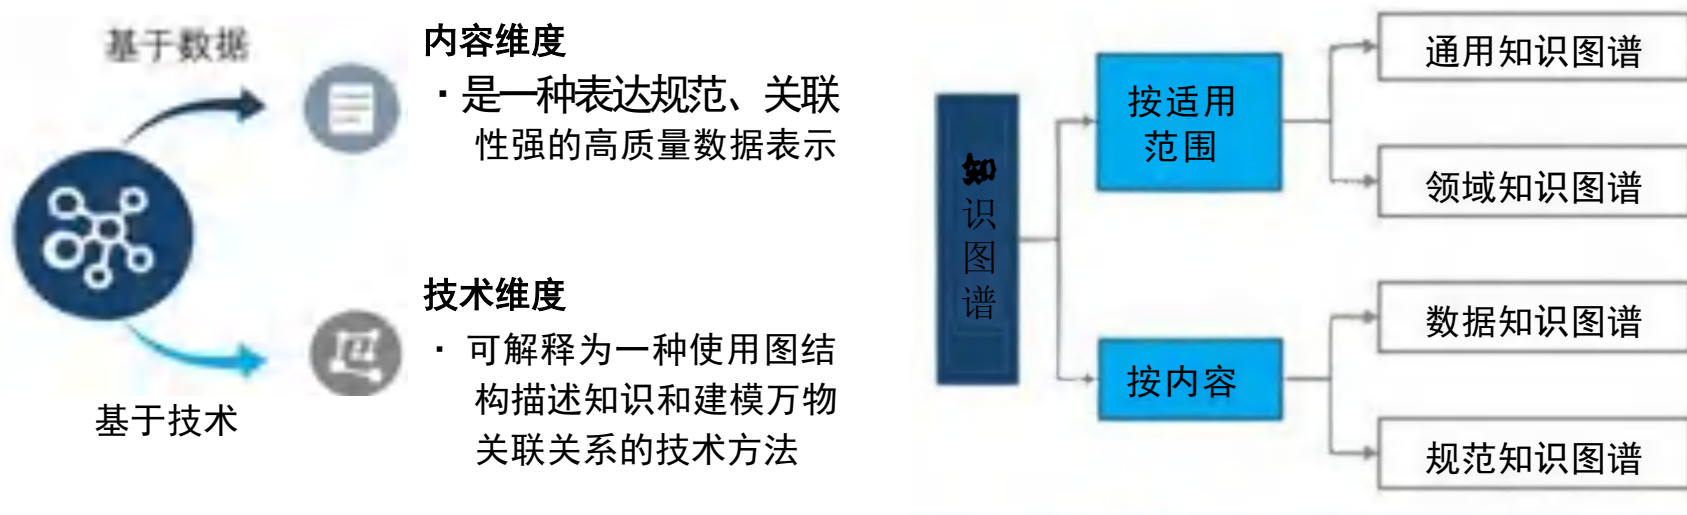 基于数据
内容维度
· 是一种表达规范、关联
性强的高质量数据表示
技术维度
· 可解释为一种使用图结
构描述知识和建模万物
关联关系的技术方法
基于技术
知
识
图
谱
按适用
范围
按内容
通用知识图谱
领域知识图谱
数据知识图谱
规范知识图谱